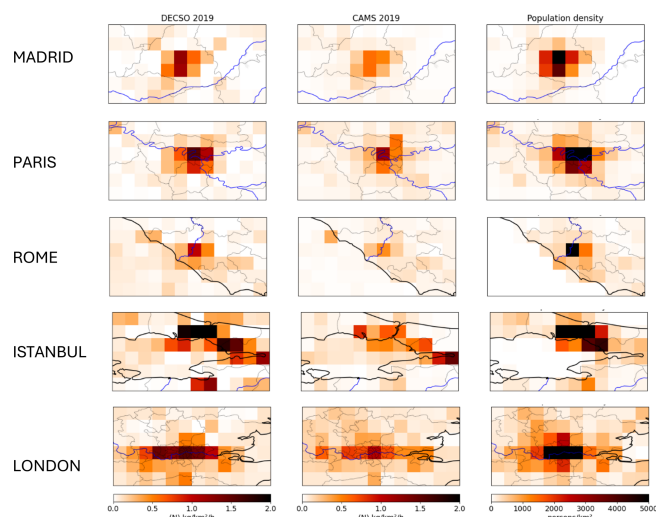 DECSO 2019 CAMS 2019 Population density
MADRID
PARIS
ROME
ISTANBUL
LONDON
0.0 0.5 1.0 1.5 2.0 0.0 0.5 1.0 1.5 2.0 0 1000 2000 3000 4000 5000